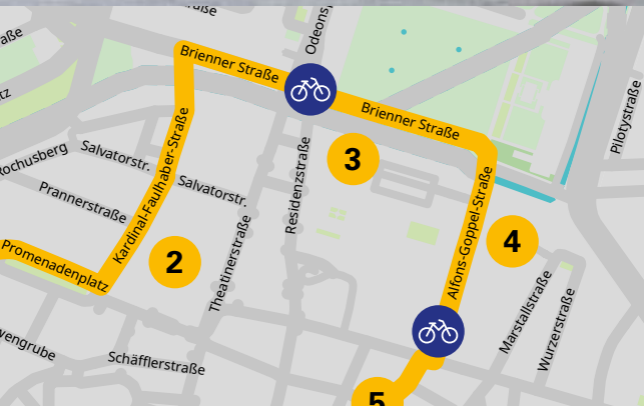 Odeons
Brienner Straße
Brienner Straße
Pilotystraße
Salvatorstr.
Salvatorstr.
Kardinal-Faulhaber-Straße
Prannerstraße
Residenzstraße
3
Alfons-Goppel-Straße
4
2
Promenadenplatz
Theatinerstraße
Marstallstraße
Wurzerstraße
Schäfflerstraße
5